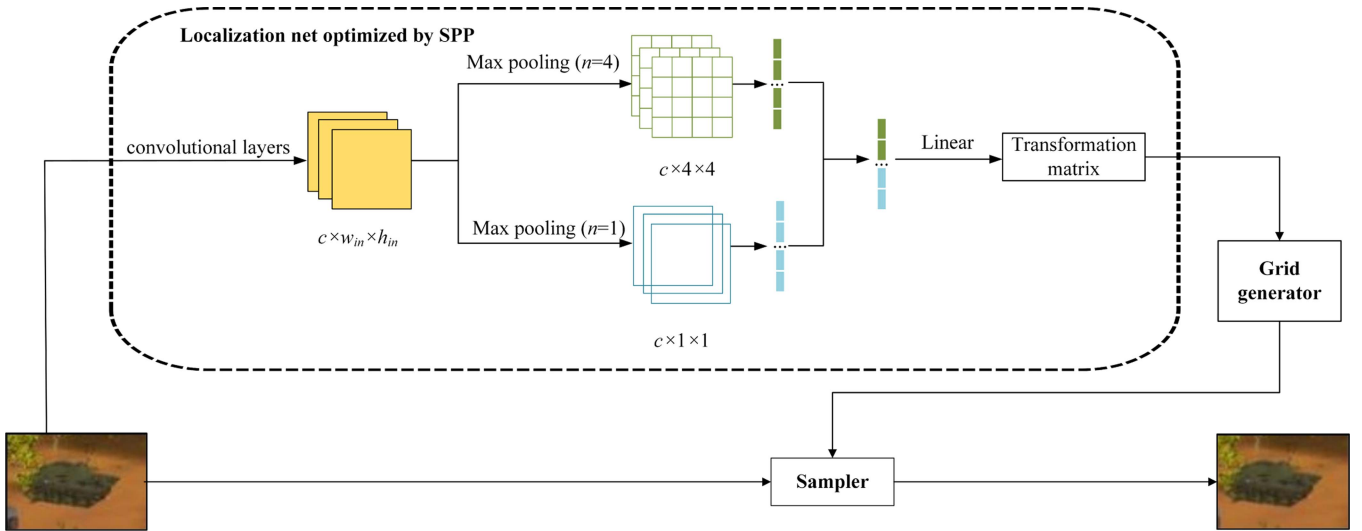 Localization net optimized by SPP
Max pooling (n=4)
...
convolutional layers
c×4×4
...
Linear
Transformation
matrix
c×w_in×h_in
Max pooling (n=1)
...
c×1×1
Grid
generator
Sampler